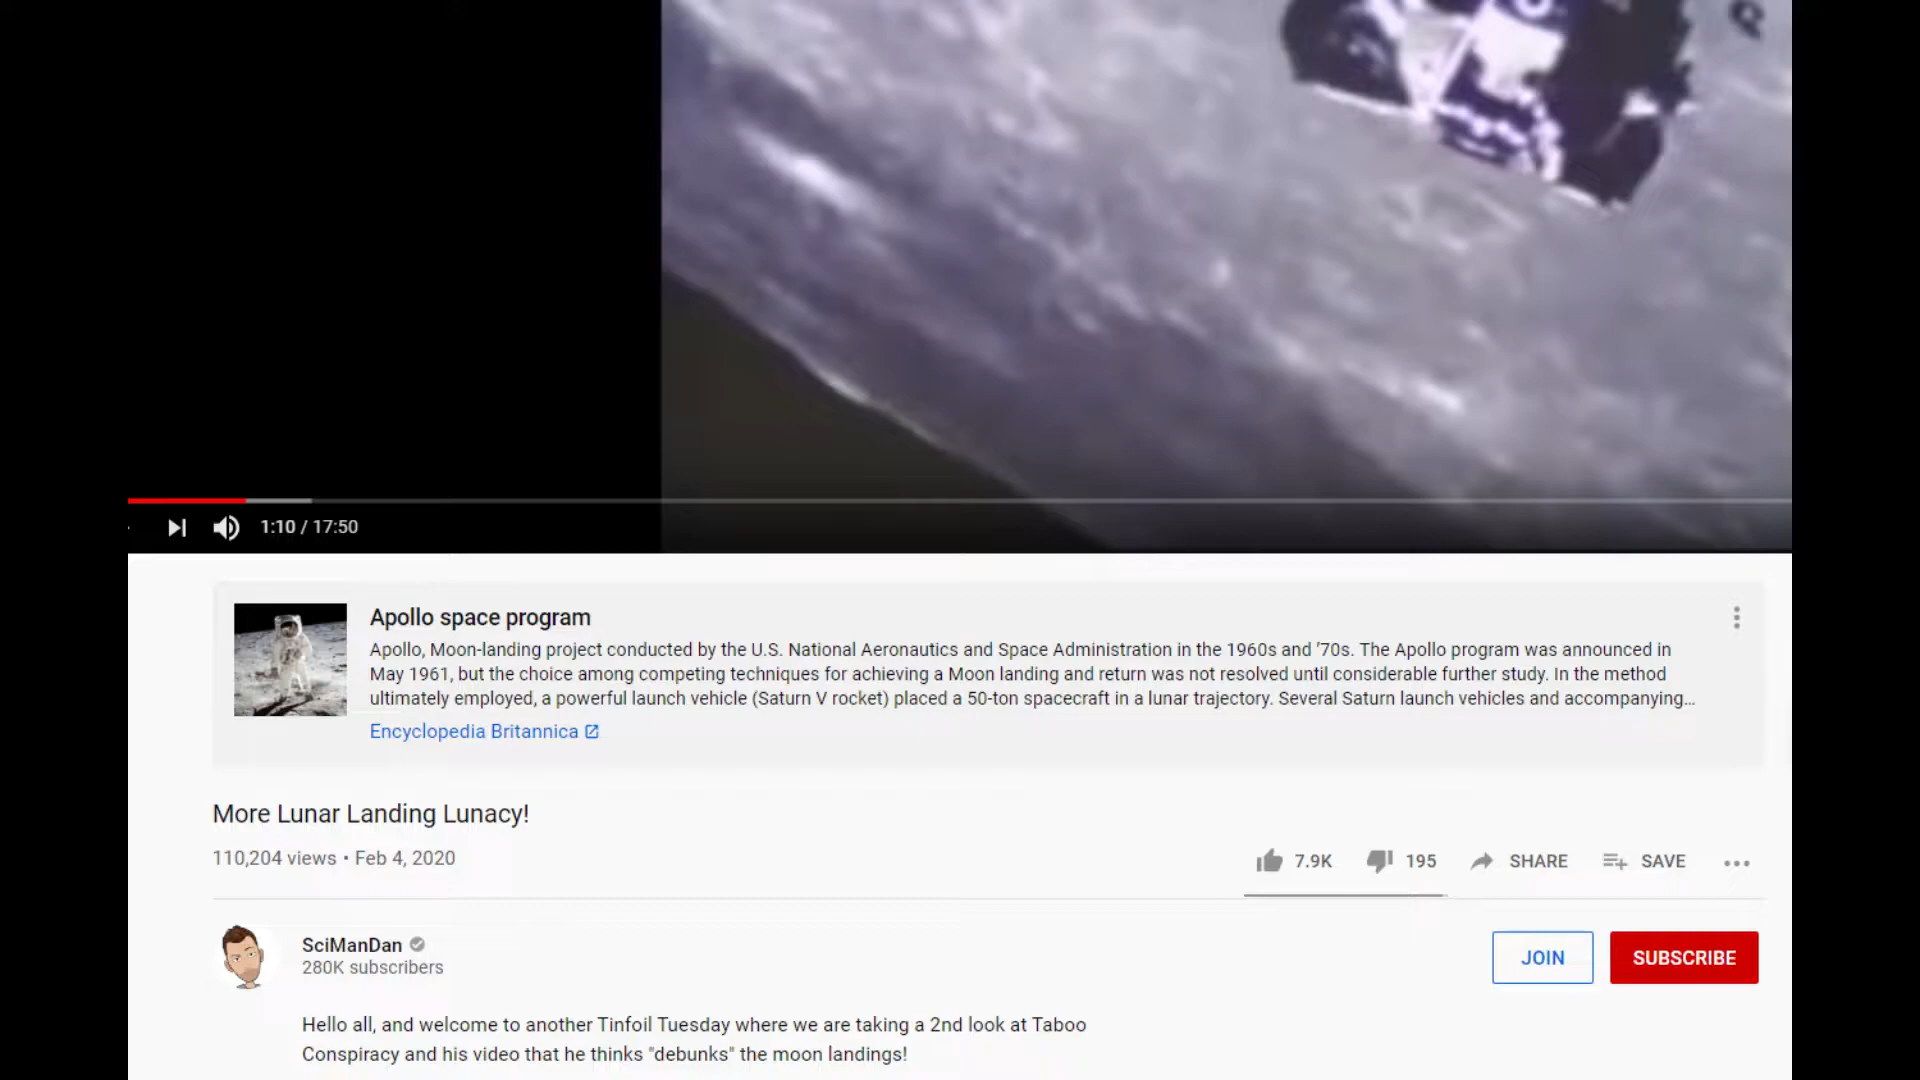 1:10 / 17:50
Apollo space program
Apollo, Moon-landing project conducted by the U.S. National Aeronautics and Space Administration in the 1960s and '70s. The Apollo program was announced in
May 1961, but the choice among competing techniques for achieving a Moon landing and return was not resolved until considerable further study. In the method
ultimately employed, a powerful launch vehicle (Saturn V rocket) placed a 50-ton spacecraft in a lunar trajectory. Several Saturn launch vehicles and accompanying...
Encyclopedia Britannica
More Lunar Landing Lunacy!
110,204 views • Feb 4, 2020
7.9K 195 SHARE SAVE
SciManDan
280K subscribers
JOIN SUBSCRIBE
Hello all, and welcome to another Tinfoil Tuesday where we are taking a 2nd look at Taboo
Conspiracy and his video that he thinks "debunks" the moon landings!